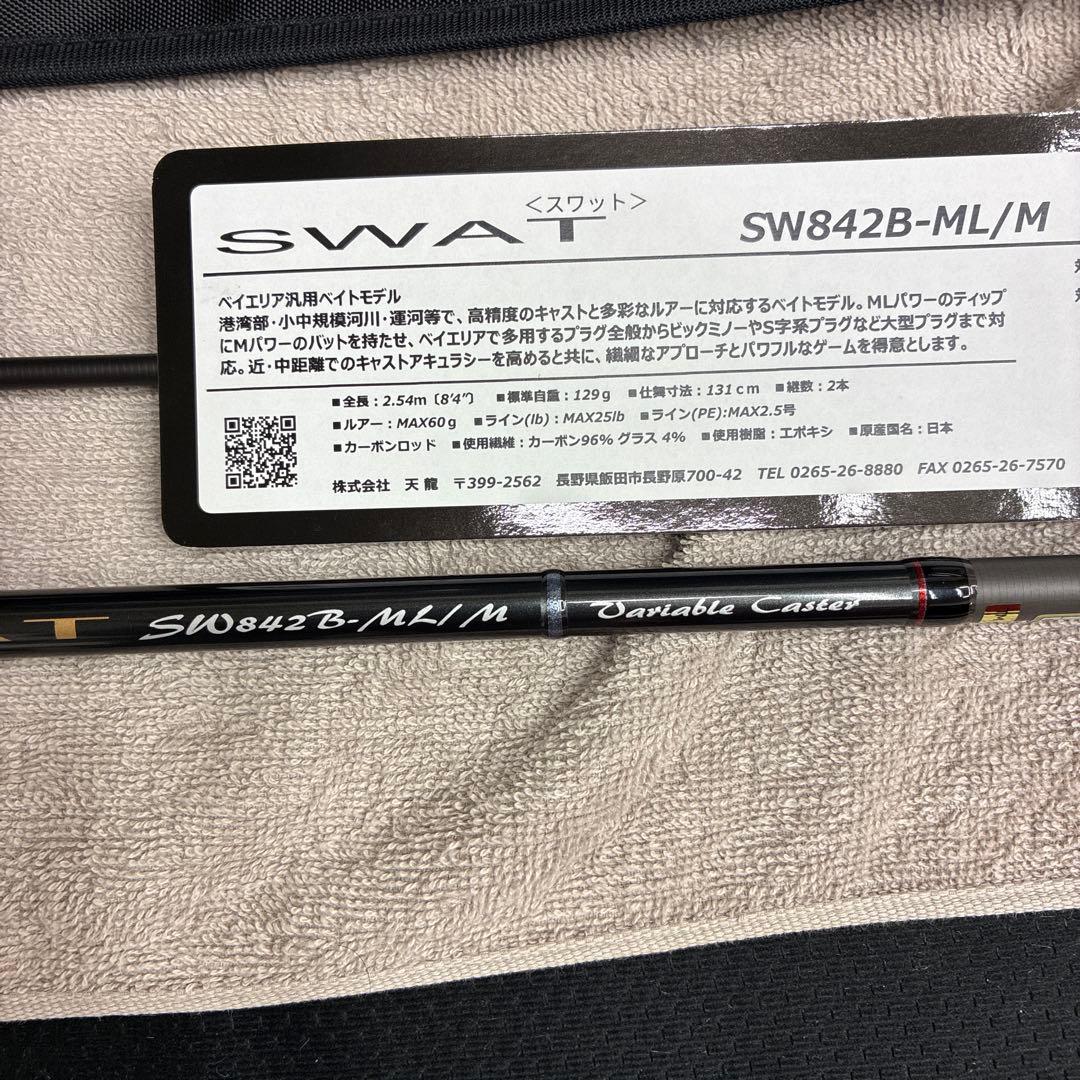 <スワット>
SWAT SW842B-ML/M
ベイエリア汎用ベイトモデル
港湾部・小中規模河川・運河等で、高精度のキャストと多彩なルアーに対応するベイトモデル。MLパワーのティップ
にMパワーのバットを持たせ、ベイエリアで多用するプラグ全般からビックミノーやS字系プラグなど大型プラグまで対
応。近・中距離でのキャストアキュラシーを高めると共に、繊細なアプローチとパワフルなゲームを得意とします。
■全長：2.54m〔8'4"〕 ■標準自重：129g ■仕舞寸法：131cm ■継数：2本
■ルアー：MAX60g ■ライン(lb)：MAX25lb ■ライン(PE):MAX2.5号
■カーボンロッド ■使用繊維：カーボン96% グラス 4% ■使用樹脂：エポキシ ■原産国名：日本
株式会社 天龍 〒399-2562 長野県飯田市長野原700-42 TEL 0265-26-8880 FAX 0265-26-7570
対
対
AT SW842B-ML/M Variable Caster